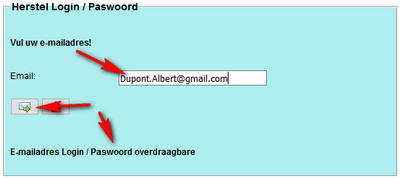 Herstel Login / Paswoord
Vul uw e-mailadres!
Email:
Dupont.Albert@gmail.com
E-mailadres Login / Paswoord overdraagbare